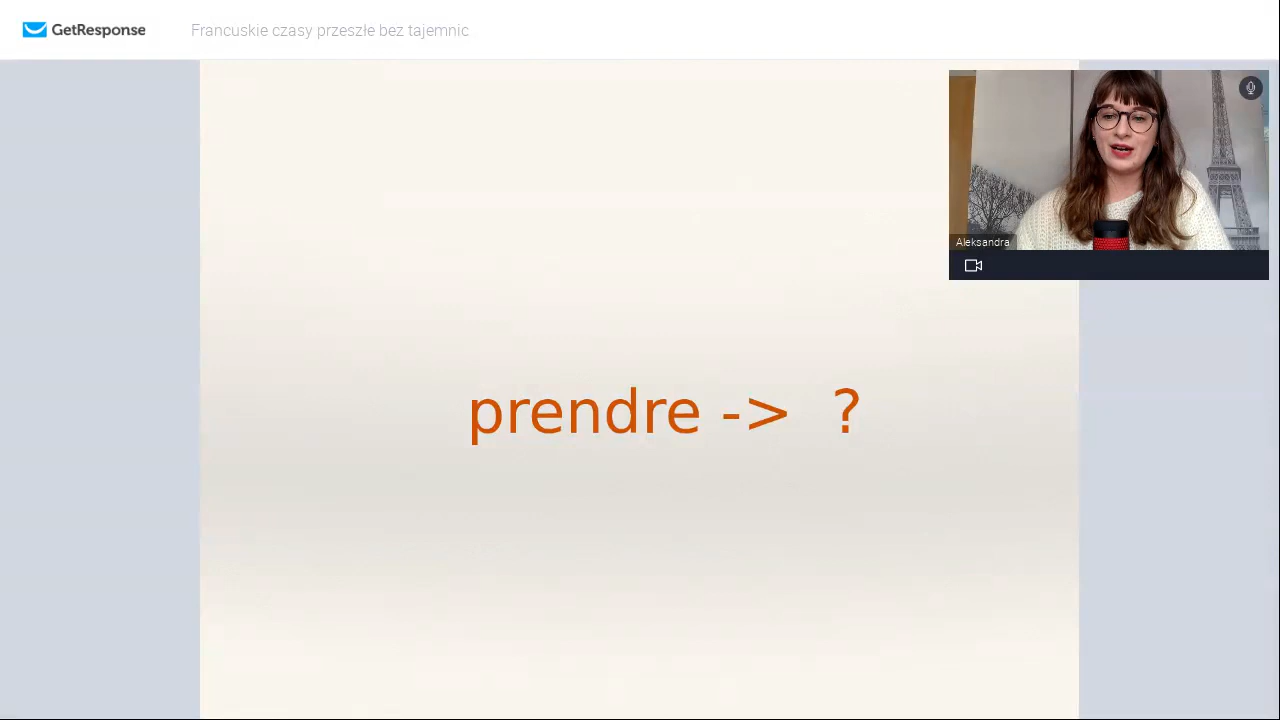 GetResponse
Francuskie czasy przeszłe bez tajemnic
Aleksandra
prendre -> ?